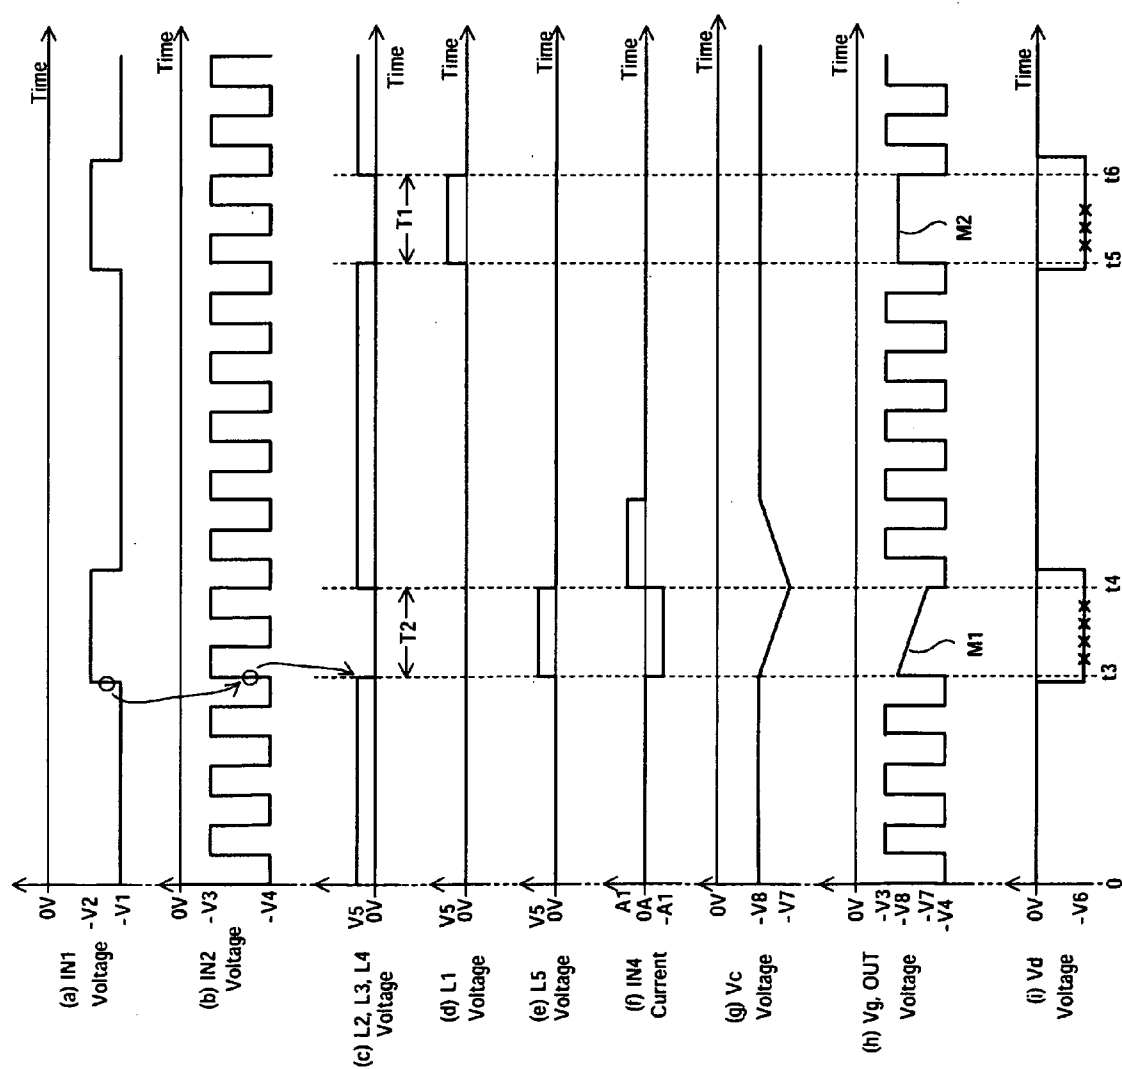 (a) IN1
Voltage
0V
-V2
-V1
Time
(b) IN2
Voltage
0V
-V3
-V4
Time
(c) L2, L3, L4
Voltage
V5
0V
T2
T1
Time
(d) L1
Voltage
V5
0V
Time
(e) L5
Voltage
V5
0V
Time
(f) IN4
Current
A1
0A
-A1
Time
(g) Vc
Voltage
0V
-V8
-V7
Time
(h) Vg, OUT
Voltage
0V
-V3
-V8
-V7
-V4
M1
M2
Time
(i) Vd
Voltage
0V
-V6
Time
0
t3
t4
t5
t6